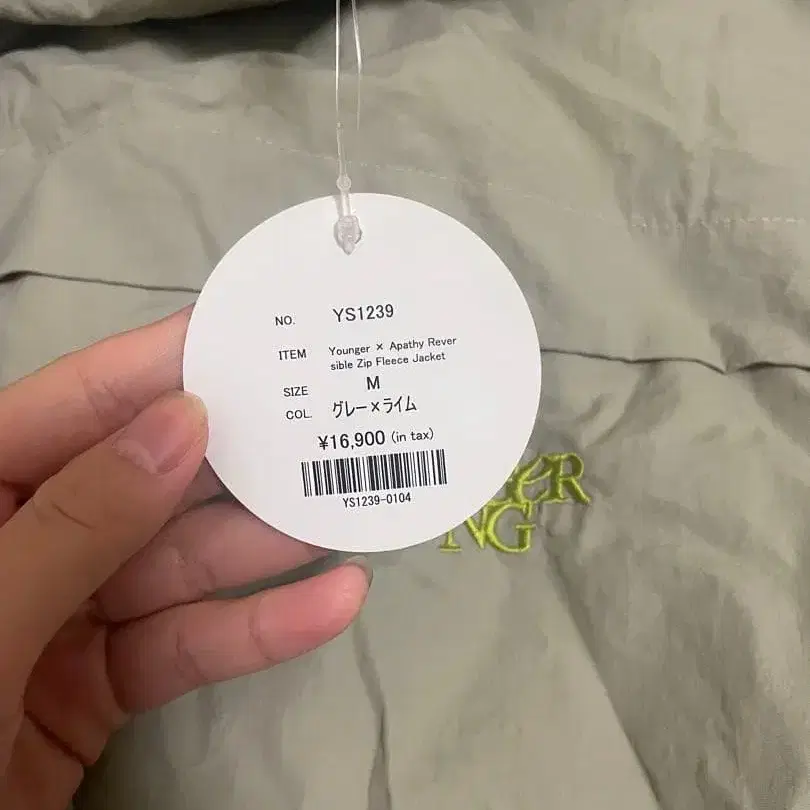 NO. YS1239
ITEM Younger × Apathy Rever
sible Zip Fleece Jacket
SIZE M
COL. グレー×ライム
¥16,900 (in tax)
YS1239-0104
NG